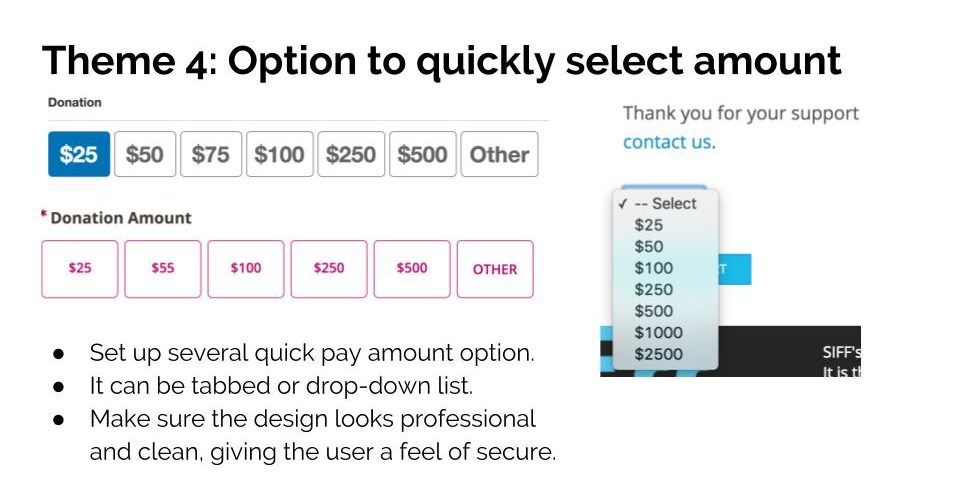 Theme 4: Option to quickly select amount
Donation
$25 $50 $75 $100 $250 $500 Other
* Donation Amount
$25 $55 $100 $250 $500 OTHER
● Set up several quick pay amount option.
● It can be tabbed or drop-down list.
● Make sure the design looks professional
and clean, giving the user a feel of secure.
Thank you for your support
contact us.
✓ -- Select
$25
$50
$100
$250
$500
$1000
$2500
SIFF's
It is